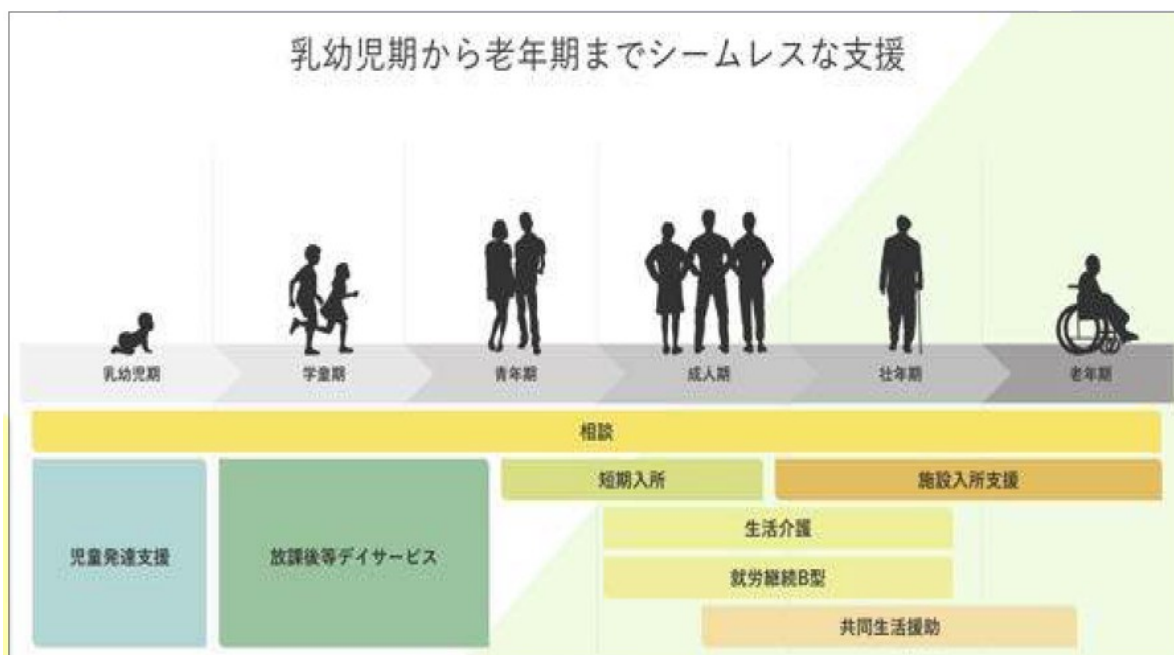 乳幼児期から老年期までシームレスな支援
乳幼児期
学童期
青年期
成人期
壮年期
老年期
相談
児童発達支援
放課後等デイサービス
短期入所
施設入所支援
生活介護
就労継続B型
共同生活援助